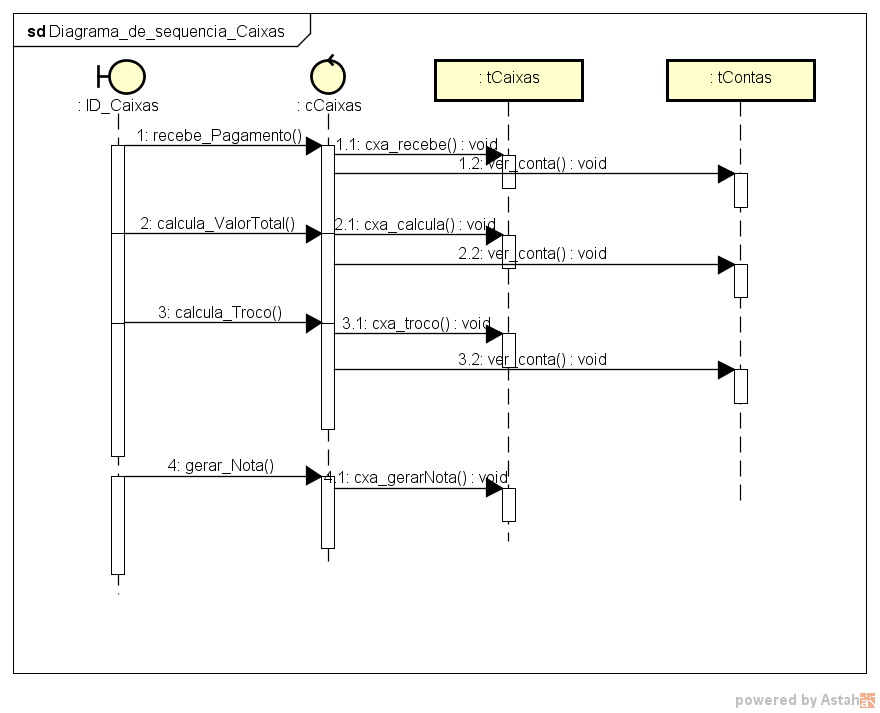 sd Diagrama_de_sequencia_Caixas
: ID_Caixas
: cCaixas
: tCaixas
: tContas
1: recebe_Pagamento()
1.1: cxa_recebe() : void
1.2: ver_conta() : void
2: calcula_ValorTotal()
2.1: cxa_calcula() : void
2.2: ver_conta() : void
3: calcula_Troco()
3.1: cxa_troco() : void
3.2: ver_conta() : void
4: gerar_Nota()
4.1: cxa_gerarNota() : void
powered by Astah